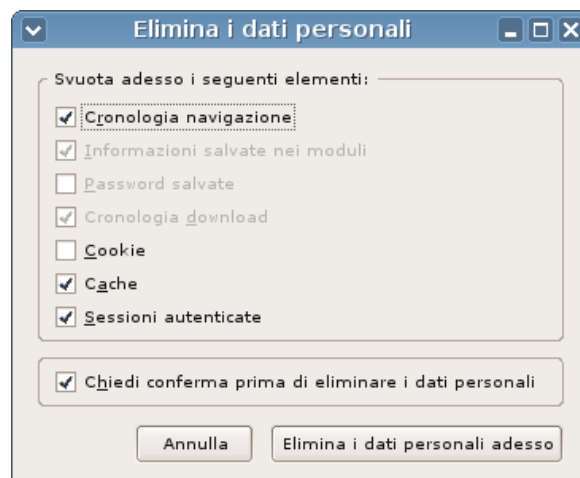 Elimina i dati personali
Svuota adesso i seguenti elementi:
Cronologia navigazione
Informazioni salvate nei moduli
Password salvate
Cronologia download
Cookie
Cache
Sessioni autenticate
Chiedi conferma prima di eliminare i dati personali
Annulla
Elimina i dati personali adesso